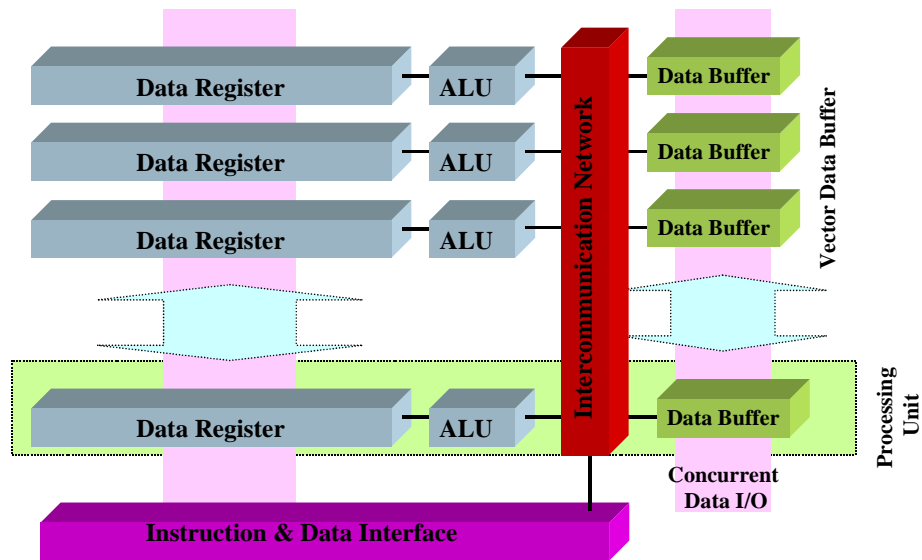 Data Register
ALU
Data Buffer
Data Register
ALU
Data Buffer
Data Register
ALU
Data Buffer
Intercommunication Network
Vector Data Buffer
Data Register
ALU
Data Buffer
Processing
Unit
Concurrent
Data I/O
Instruction & Data Interface